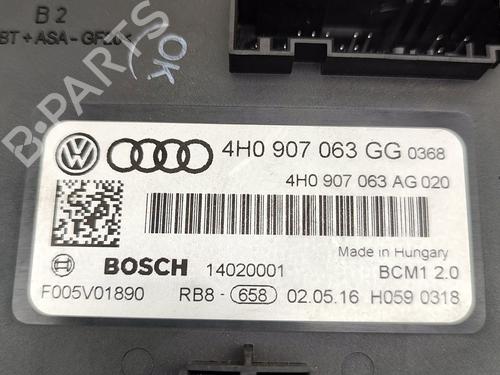 B 2
BT + ASA - GF20<
OK
B-PARTS
4H0 907 063 GG 0368
4H0 907 063 AG 020
Made in Hungary
BOSCH 14020001 BCM1 2.0
F005V01890 RB8 - 658 02.05.16 H059 0318